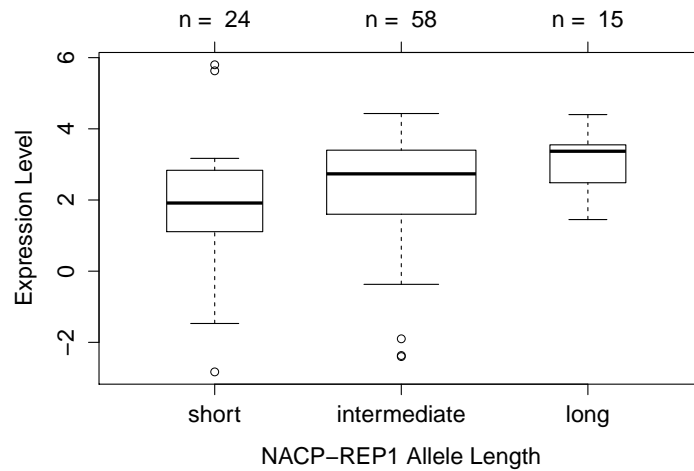 n = 24 n = 58 n = 15
Expression Level
6
4
2
0
−2
short intermediate long
NACP−REP1 Allele Length